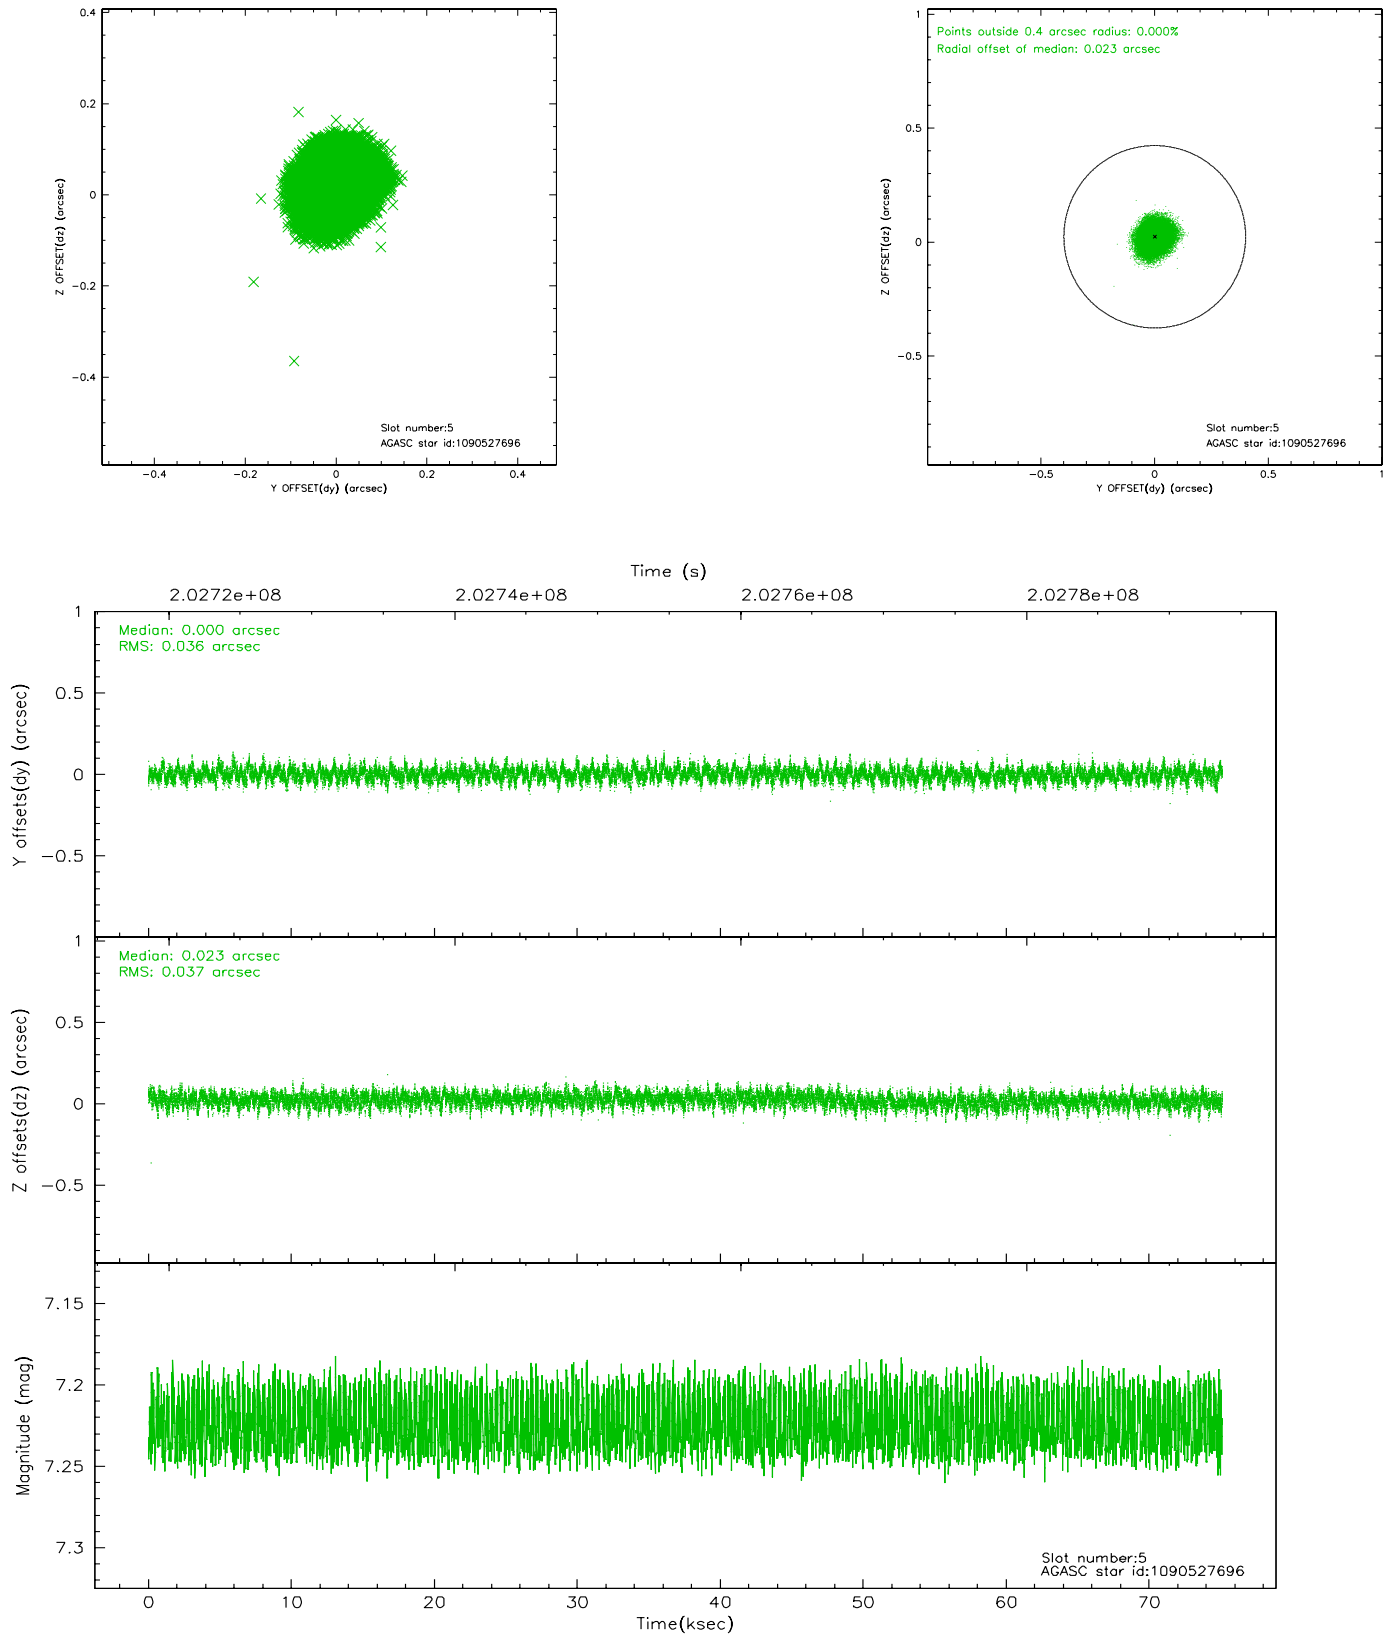 0.4
0.2
0
−0.2
−0.4
Z OFFSET(dz) (arcsec)
−0.4 −0.2 0 0.2 0.4
Y OFFSET(dy) (arcsec)
Slot number:5
AGASC star id:1090527696
Points outside 0.4 arcsec radius: 0.000%
Radial offset of median: 0.023 arcsec
1
0.5
0
−0.5
Z OFFSET(dz) (arcsec)
−0.5 0 0.5 1
Y OFFSET(dy) (arcsec)
Slot number:5
AGASC star id:1090527696
Time (s)
2.0272e+08 2.0274e+08 2.0276e+08 2.0278e+08
Median: 0.000 arcsec
RMS: 0.036 arcsec
1
0.5
0
−0.5
Y offsets(dy) (arcsec)
Median: 0.023 arcsec
RMS: 0.037 arcsec
1
0.5
0
−0.5
Z offsets(dz) (arcsec)
7.15
7.2
7.25
7.3
Magnitude (mag)
Slot number:5
AGASC star id:1090527696
0 10 20 30 40 50 60 70
Time(ksec)